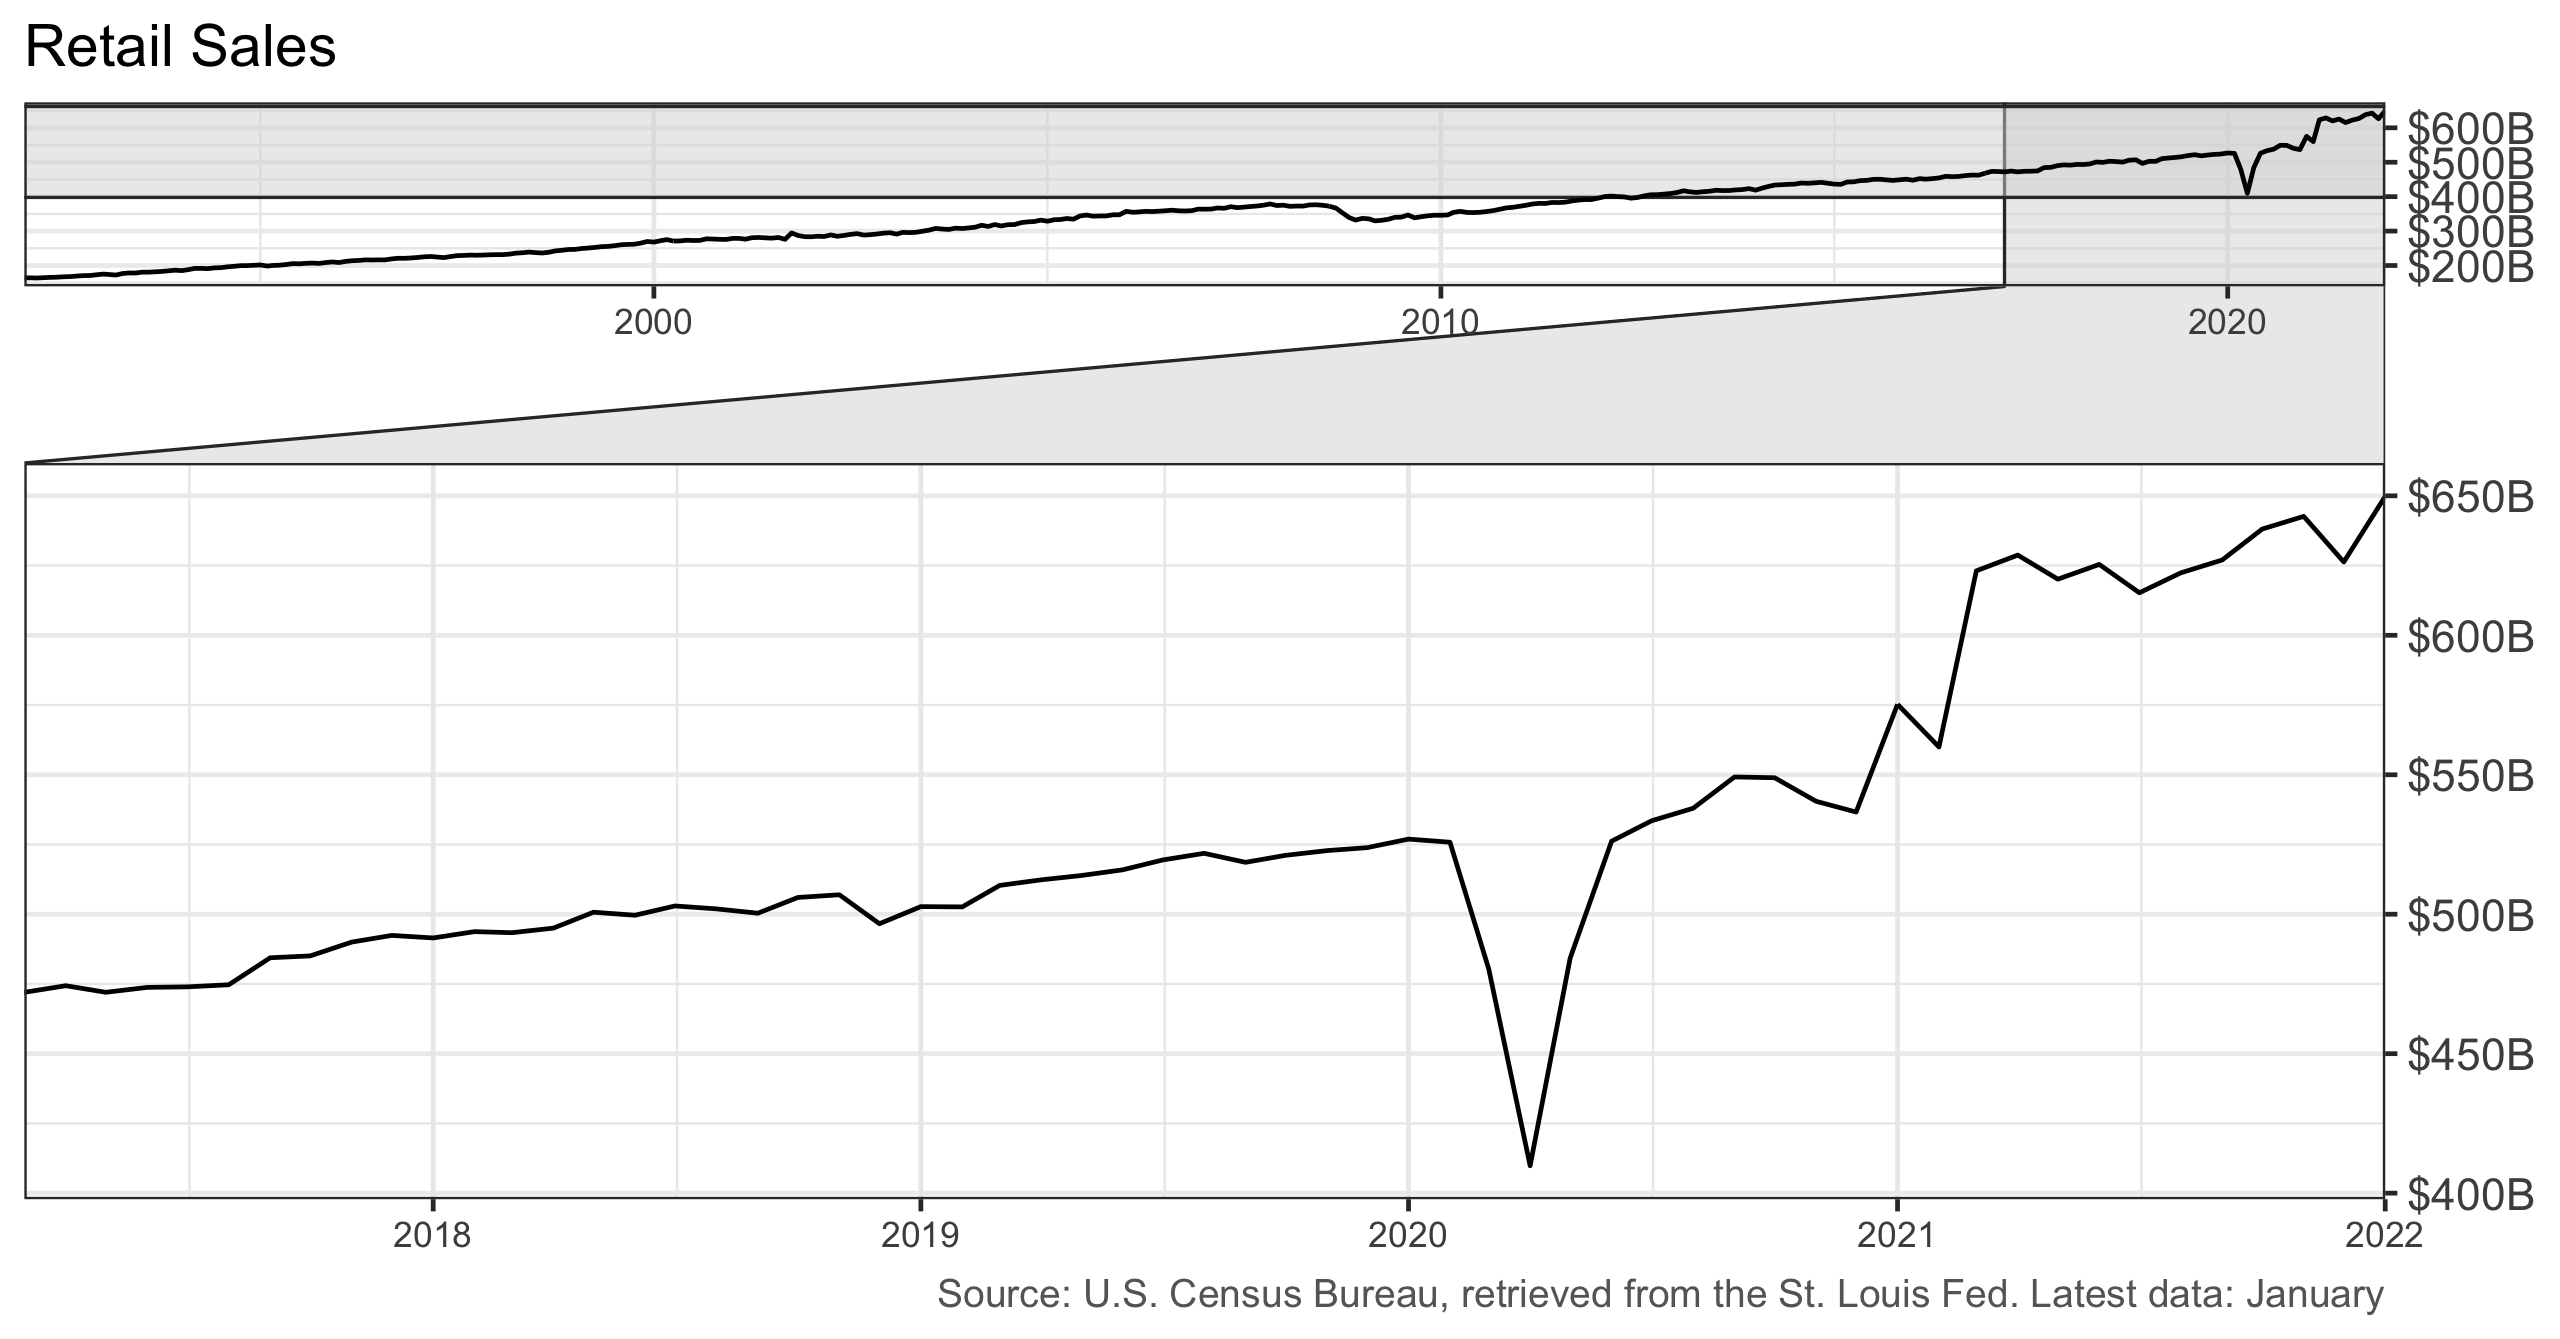 Retail Sales
$600B
$500B
$400B
$300B
$200B
2000 2010 2020
$650B
$600B
$550B
$500B
$450B
$400B
2018 2019 2020 2021 2022
Source: U.S. Census Bureau, retrieved from the St. Louis Fed. Latest data: January